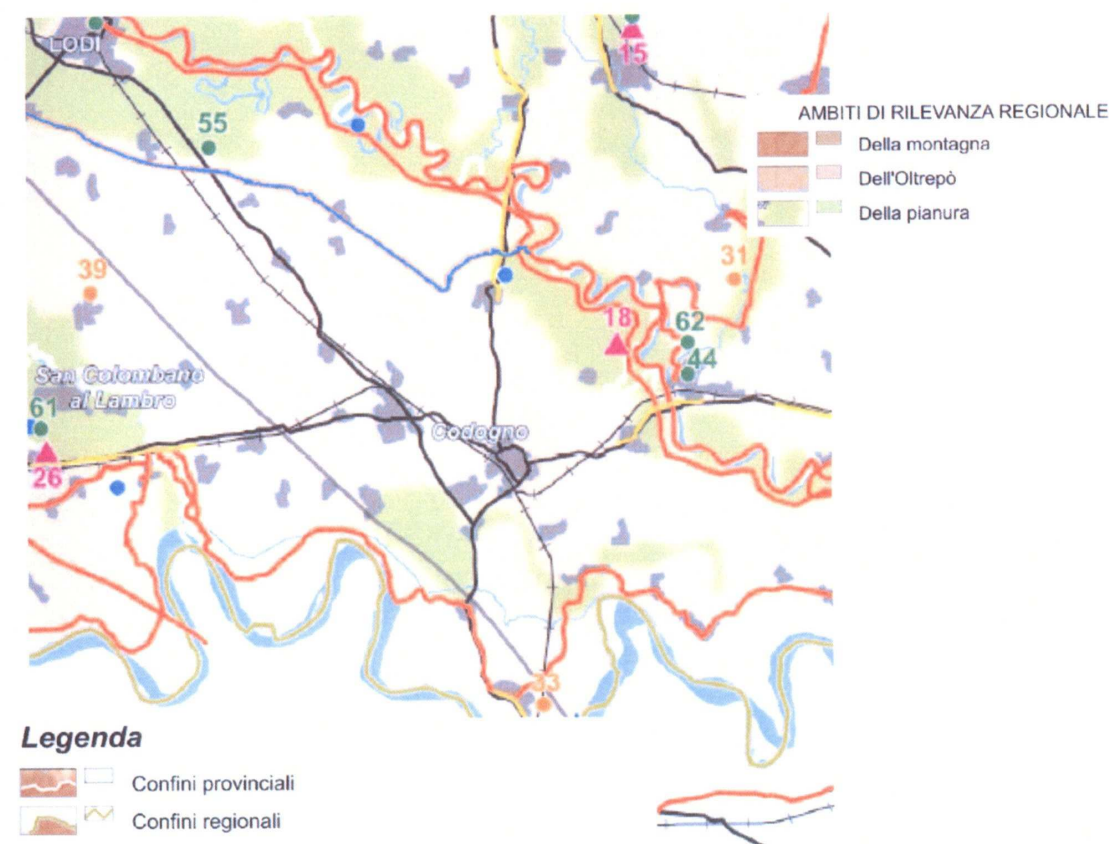 LODI
15
55
AMBITI DI RILEVANZA REGIONALE
Della montagna
Dell'Oltrepò
Della pianura
39
31
18
62
44
San Colombano
al Lambro
61
Codogno
26
33
Legenda
Confini provinciali
Confini regionali